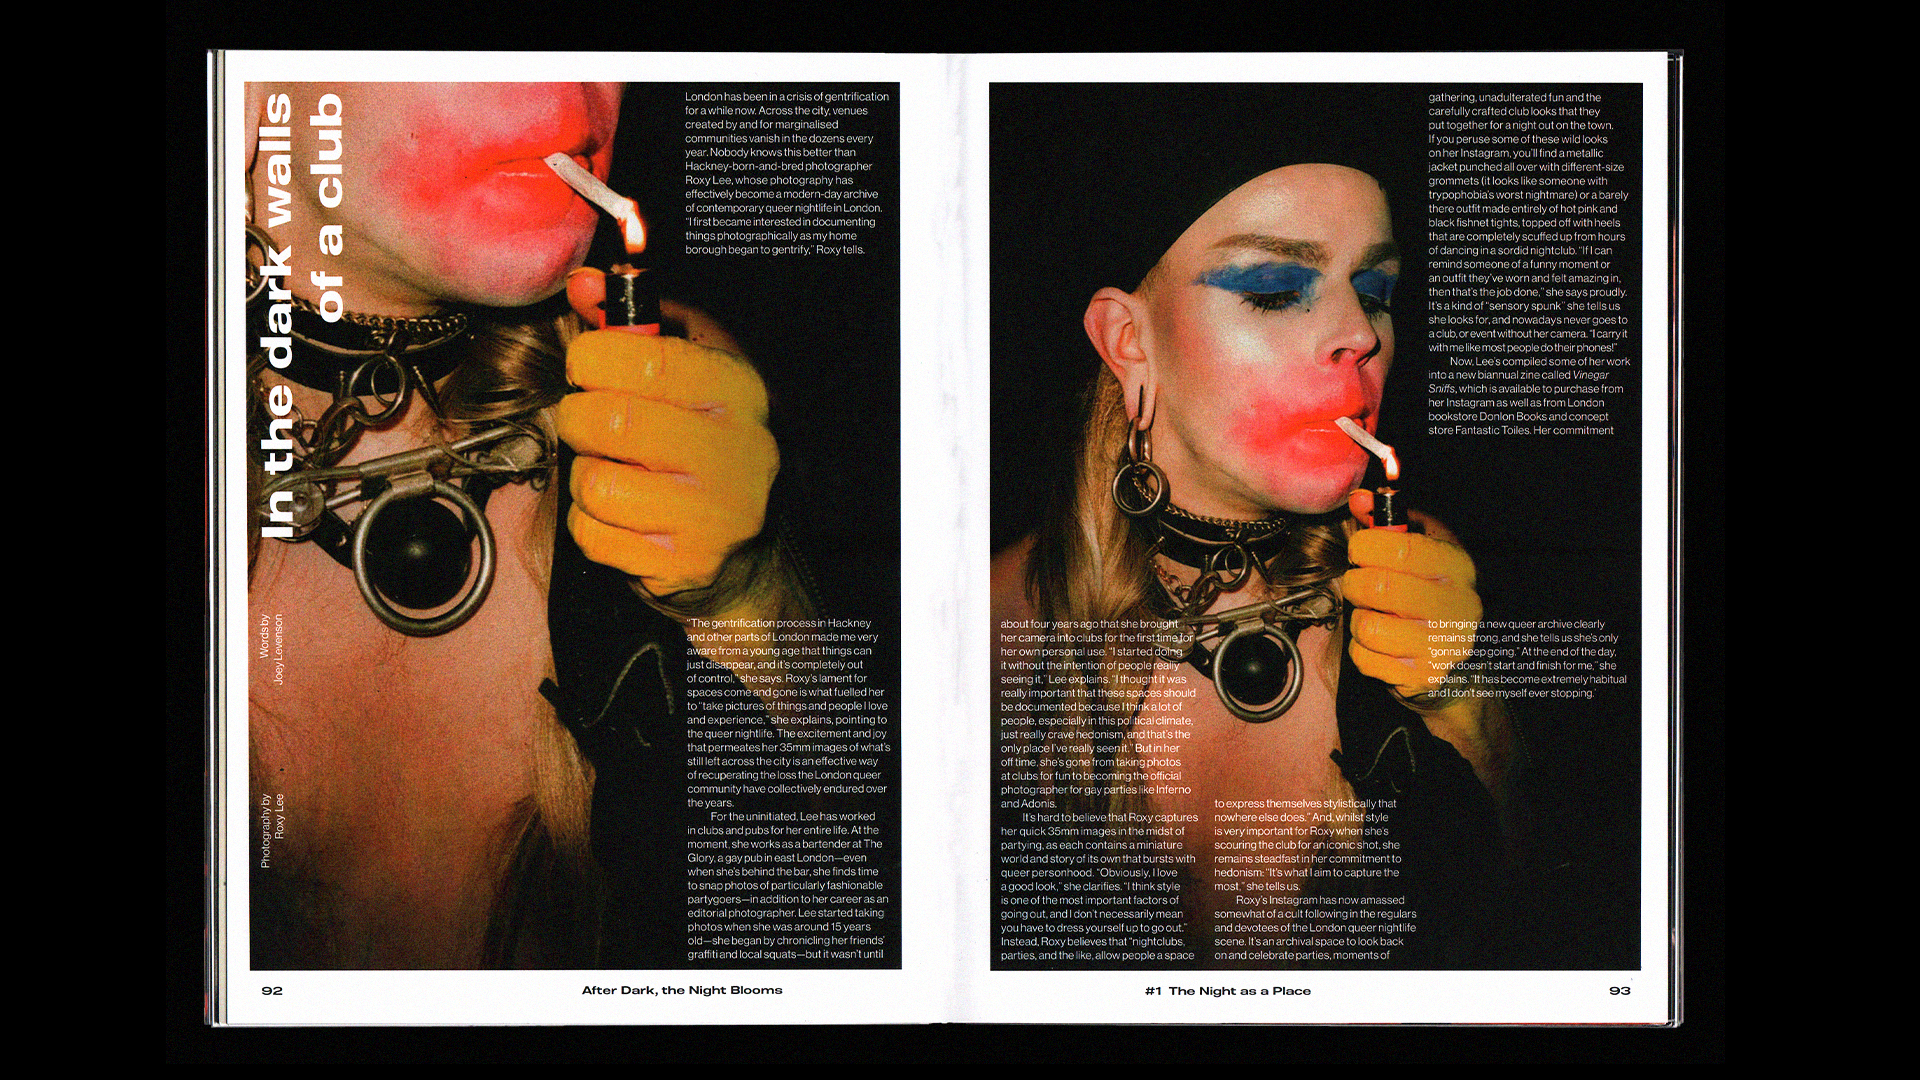 In the dark walls
of a club
Words by
Joey Levenson
Photography by
Roxy Lee
London has been in a crisis of gentrification
for a while now. Across the city, venues
created by and for marginalised
communities vanish in the dozens every
year. Nobody knows this better than
Hackney-born-and-bred photographer
Roxy Lee, whose photography has
effectively become a modern-day archive
of contemporary queer nightlife in London.
“I first became interested in documenting
things photographically as my home
borough began to gentrify,” Roxy tells.
“The gentrification process in Hackney
and other parts of London made me very
aware from a young age that things can
just disappear, and it’s completely out
of control,” she says. Roxy’s lament for
spaces come and gone is what fuelled her
to “take pictures of things and people I love
and experience,” she explains, pointing to
the queer nightlife. The excitement and joy
that permeates her 35mm images of what’s
still left across the city is an effective way
of recuperating the loss the London queer
community have collectively endured over
the years.
For the uninitiated, Lee has worked
in clubs and pubs for her entire life. At the
moment, she works as a bartender at The
Glory, a gay pub in east London—even
when she’s behind the bar, she finds time
to snap photos of particularly fashionable
partygoers—in addition to her career as an
editorial photographer. Lee started taking
photos when she was around 15 years
old—she began by chronicling her friends’
graffiti and local squats—but it wasn’t until
92
After Dark, the Night Blooms
about four years ago that she brought
her camera into clubs for the first time for
her own personal use. “I started doing
it without the intention of people really
seeing it,” Lee explains. “I thought it was
really important that these spaces should
be documented because I think a lot of
people, especially in this political climate,
just really crave hedonism, and that’s the
only place I’ve really seen it.” But in her
off time, she’s gone from taking photos
at clubs for fun to becoming the official
photographer for gay parties like Inferno
and Adonis.
It’s hard to believe that Roxy captures
her quick 35mm images in the midst of
partying, as each contains a miniature
world and story of its own that bursts with
queer personhood. “Obviously, I love
a good look,” she clarifies. “I think style
is one of the most important factors of
going out, and I don’t necessarily mean
you have to dress yourself up to go out.”
Instead, Roxy believes that “nightclubs,
parties, and the like, allow people a space
to express themselves stylistically that
nowhere else does.” And, whilst style
is very important for Roxy when she’s
scouring the club for an iconic shot, she
remains steadfast in her commitment to
hedonism: “It’s what I aim to capture the
most,” she tells us.
Roxy’s Instagram has now amassed
somewhat of a cult following in the regulars
and devotees of the London queer nightlife
scene. It’s an archival space to look back
on and celebrate parties, moments of
gathering, unadulterated fun and the
carefully crafted club looks that they
put together for a night out on the town.
If you peruse some of these wild looks
on her Instagram, you’ll find a metallic
jacket punched all over with different-size
grommets (it looks like someone with
trypophobia’s worst nightmare) or a barely
there outfit made entirely of hot pink and
black fishnet tights, topped off with heels
that are completely scuffed up from hours
of dancing in a sordid nightclub. “If I can
remind someone of a funny moment or
an outfit they’ve worn and felt amazing in,
then that’s the job done,” she says proudly.
It’s a kind of “sensory spunk” she tells us
she looks for, and nowadays never goes to
a club, or event without her camera. “I carry it
with me like most people do their phones!”
Now, Lee’s compiled some of her work
into a new biannual zine called Vinegar
Sniffs, which is available to purchase from
her Instagram as well as from London
bookstore Donlon Books and concept
store Fantastic Toiles. Her commitment
to bringing a new queer archive clearly
remains strong, and she tells us she’s only
“gonna keep going.” At the end of the day,
“work doesn’t start and finish for me,” she
explains. “It has become extremely habitual
and I don’t see myself ever stopping.’
#1 The Night as a Place
93